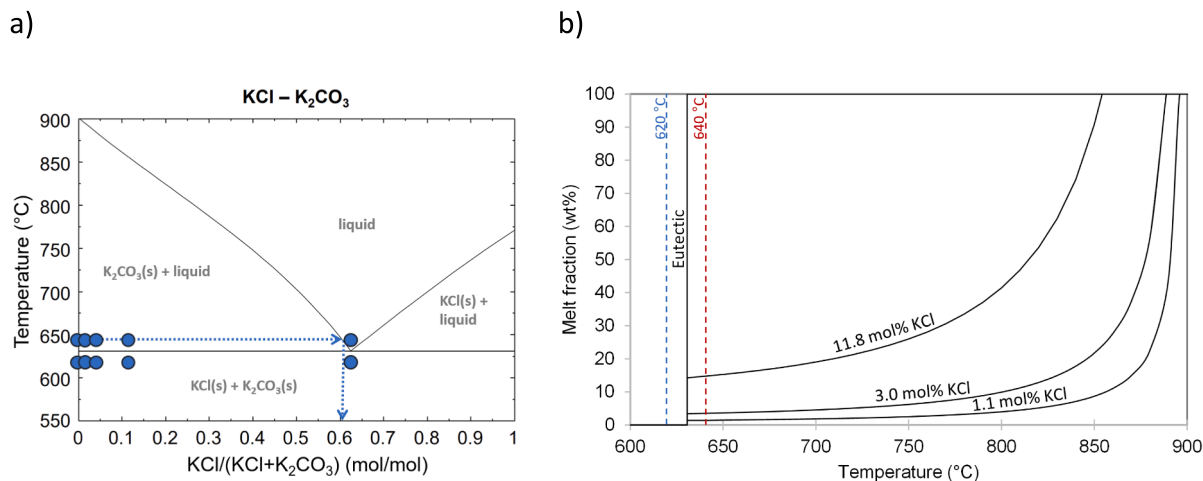 a)
b)
KCl – K₂CO₃
900
850
800
750
700
650
600
550
Temperature (°C)
liquid
K₂CO₃(s) + liquid
KCl(s) +
liquid
KCl(s) + K₂CO₃(s)
0 0.1 0.2 0.3 0.4 0.5 0.6 0.7 0.8 0.9 1
KCl/(KCl+K₂CO₃) (mol/mol)
100
90
80
70
60
50
40
30
20
10
0
Melt fraction (wt%)
620 °C
Eutectic
640 °C
11.8 mol% KCl
3.0 mol% KCl
1.1 mol% KCl
600 650 700 750 800 850 900
Temperature (°C)